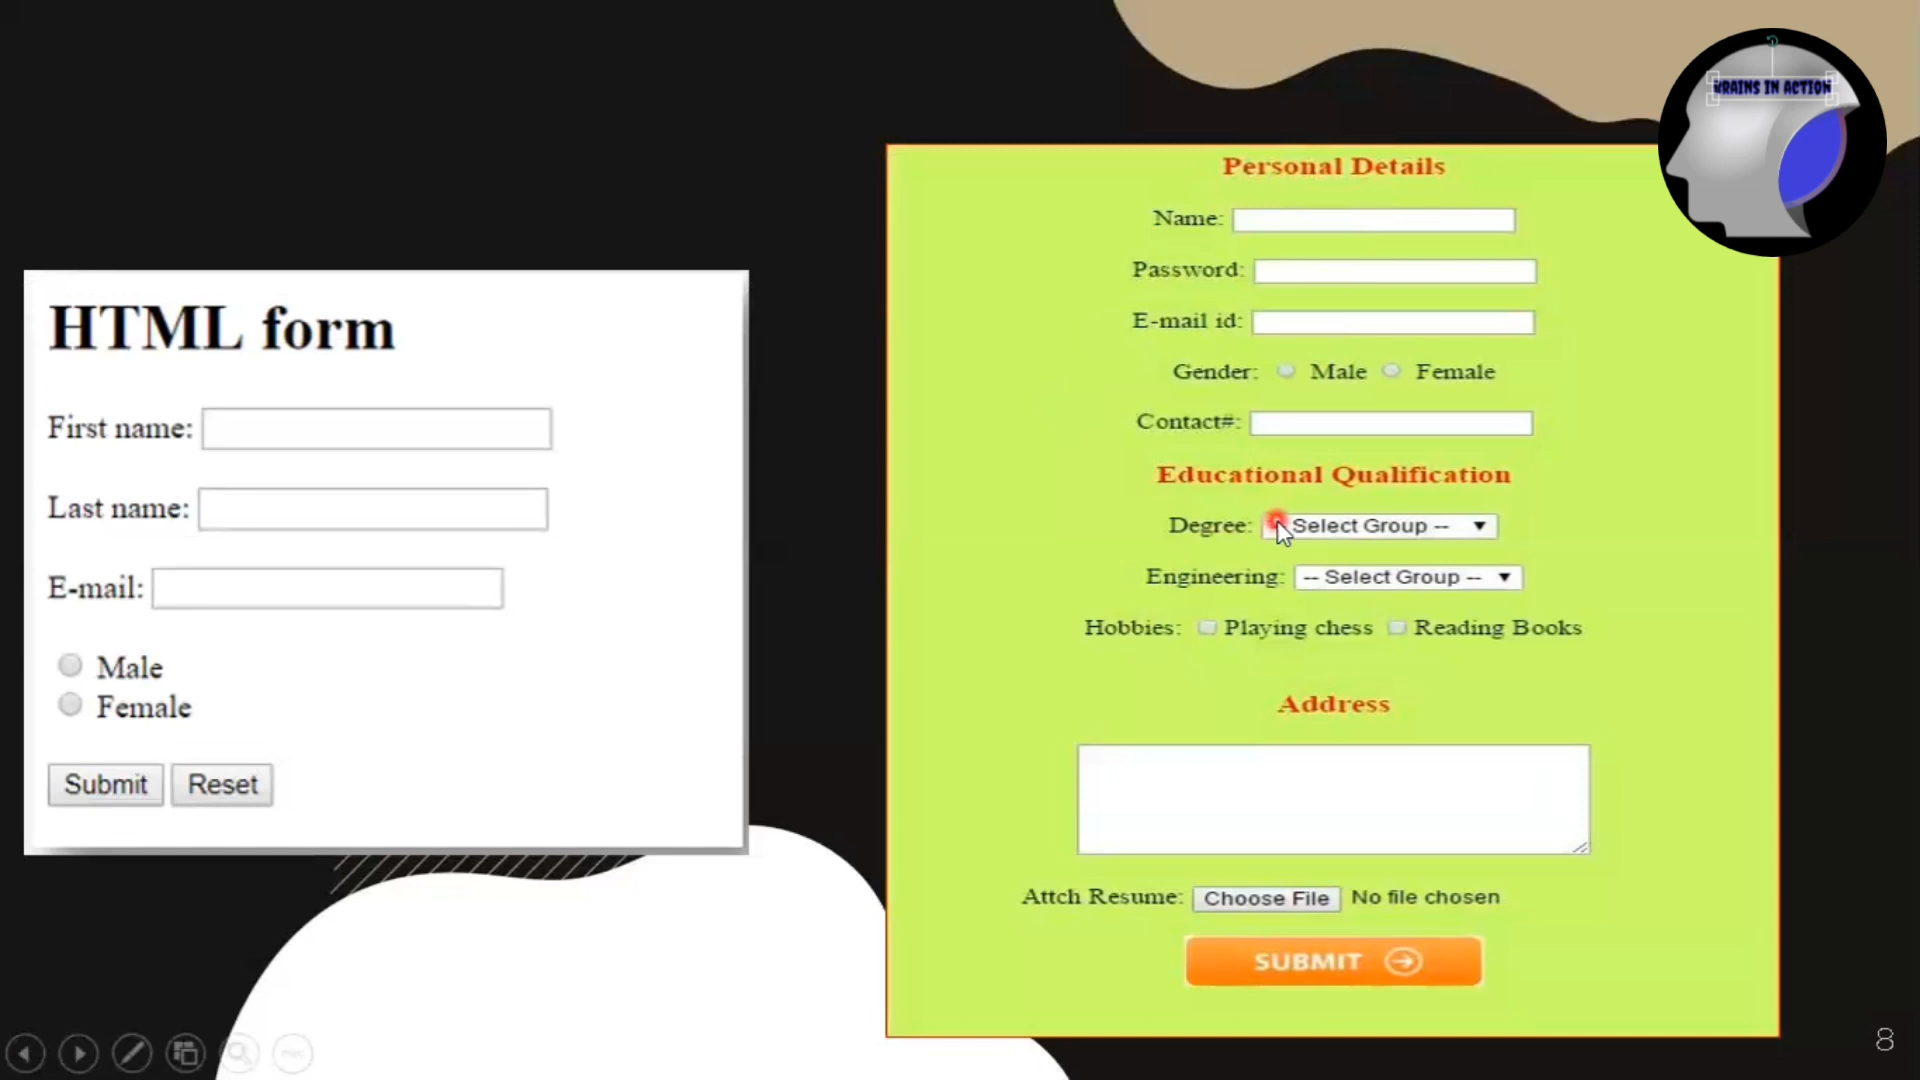 HTML form
First name:
Last name:
E-mail:
Male
Female
Submit Reset
Personal Details
Name:
Password:
E-mail id:
Gender: Male Female
Contact#:
Educational Qualification
Degree: Select Group --
Engineering: -- Select Group --
Hobbies: Playing chess Reading Books
Address
Attch Resume: Choose File No file chosen
SUBMIT
IN ACTION
8